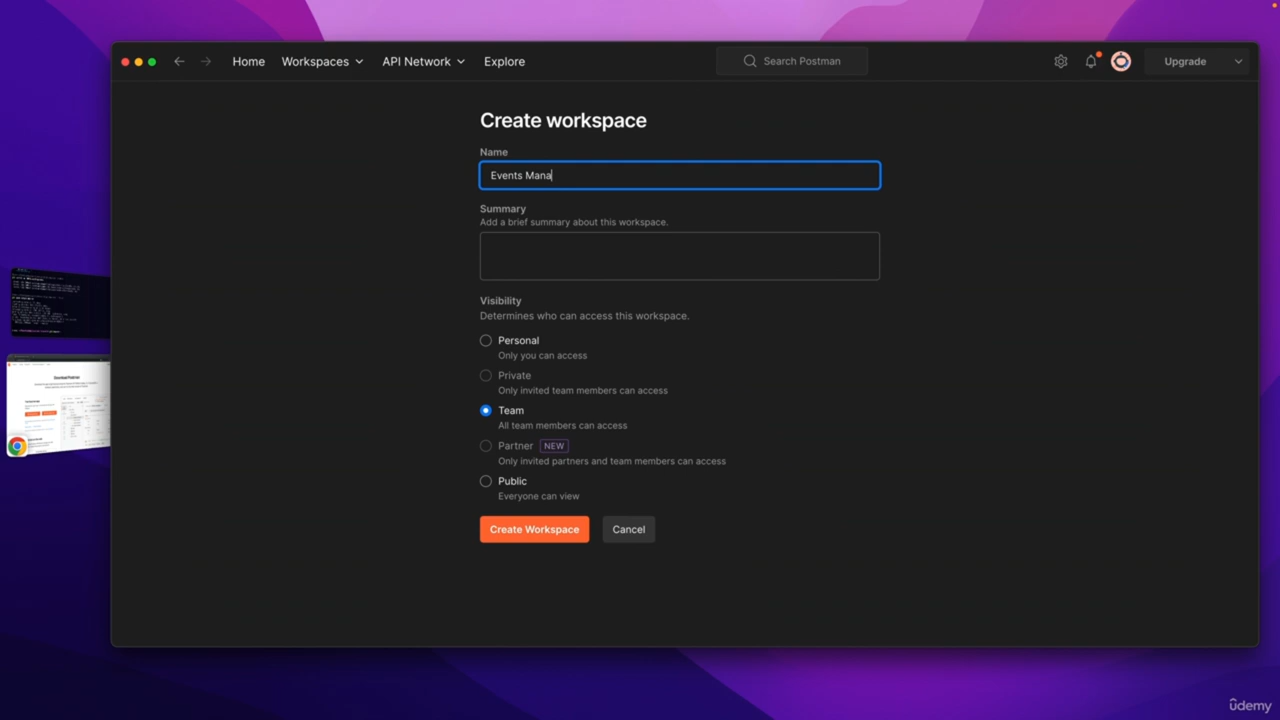 Home Workspaces API Network Explore Search Postman Upgrade
Create workspace
Name
Events Mana
Summary
Add a brief summary about this workspace.
Visibility
Determines who can access this workspace.
Personal
Only you can access
Private
Only invited team members can access
Team
All team members can access
Partner NEW
Only invited partners and team members can access
Public
Everyone can view
Create Workspace Cancel
Download Postman
udemy